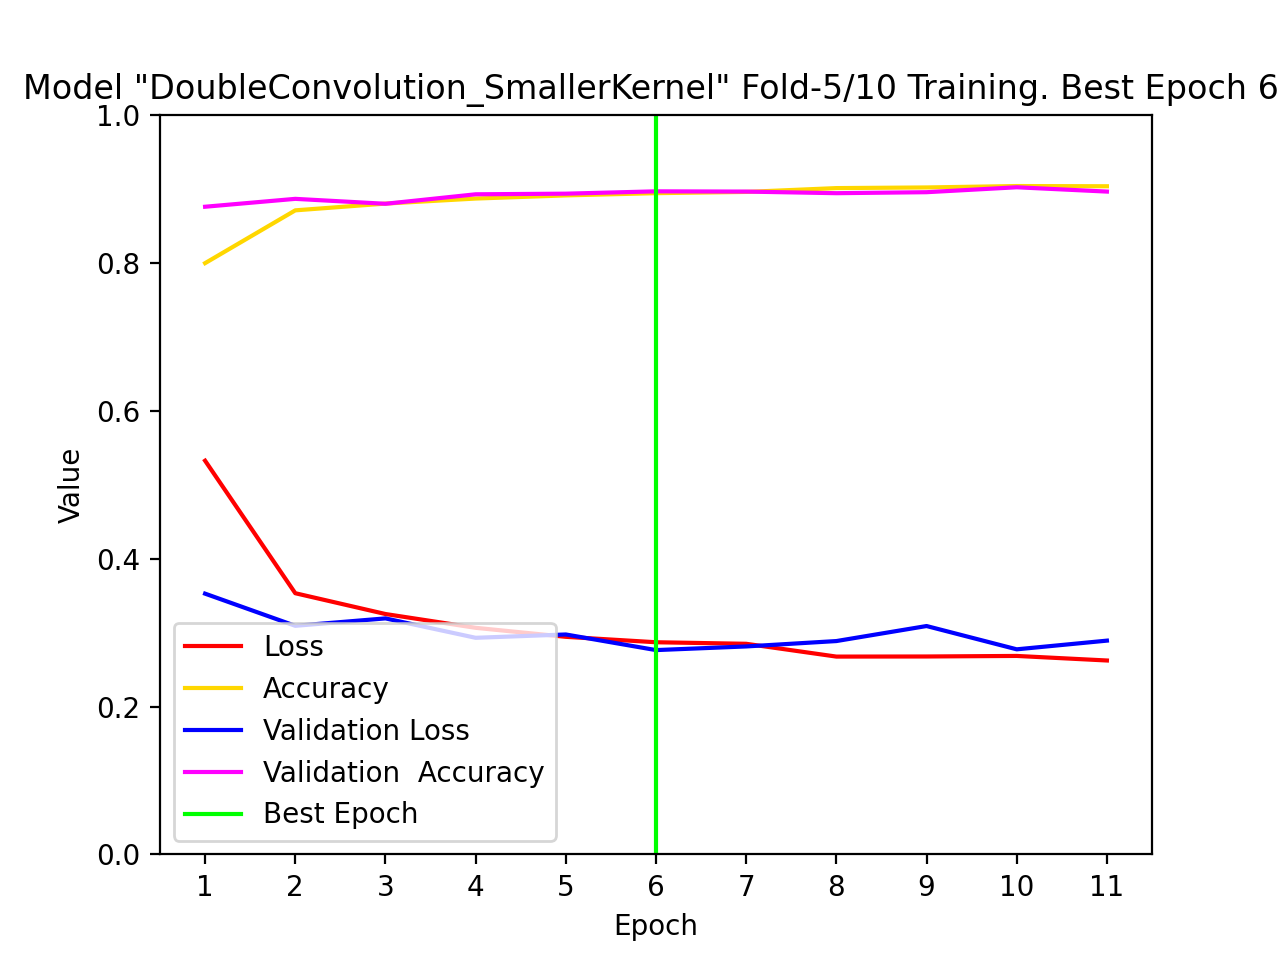 Model "DoubleConvolution_SmallerKernel" Fold-5/10 Training. Best Epoch 6
1.0
0.8
0.6
0.4
0.2
0.0
Value
Loss
Accuracy
Validation Loss
Validation  Accuracy
Best Epoch
1 2 3 4 5 6 7 8 9 10 11
Epoch